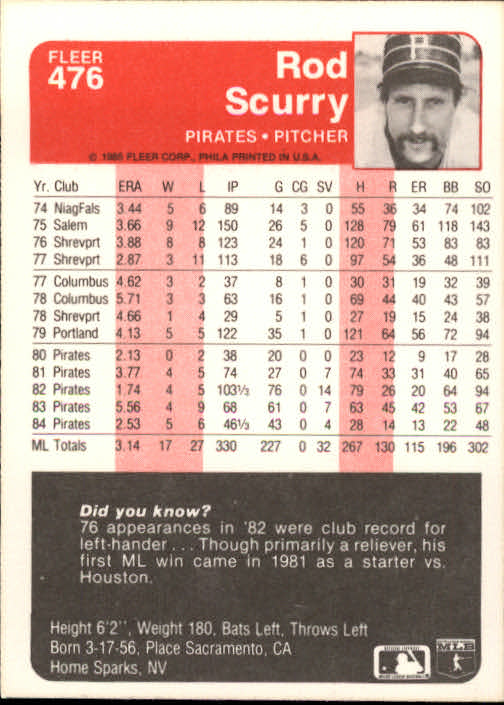 FLEER
476
Rod
Scurry
PIRATES • PITCHER
© 1985 FLEER CORP., PHILA PRINTED IN U.S.A.
Yr. Club ERA W L IP G CG SV H R ER BB SO
74 NiagFals 3.44 5 6 89 14 3 0 55 36 34 74 102
75 Salem 3.66 9 12 150 26 5 0 128 79 61 118 143
76 Shrevprt 3.88 8 8 123 24 1 0 120 71 53 83 83
77 Shrevprt 2.87 3 11 113 18 6 0 97 54 36 48 111
77 Columbus 4.62 3 2 37 8 1 0 30 31 19 32 39
78 Columbus 5.71 3 3 63 16 1 0 69 44 40 43 57
78 Shrevprt 4.66 1 4 29 5 1 0 27 19 15 24 38
79 Portland 4.13 5 5 122 35 1 0 121 64 56 72 94
80 Pirates 2.13 0 2 38 20 0 0 23 12 9 17 28
81 Pirates 3.77 4 5 74 27 0 7 74 33 31 40 65
82 Pirates 1.74 4 5 103⅓ 76 0 14 79 26 20 64 94
83 Pirates 5.56 4 9 68 61 0 7 63 45 42 53 67
84 Pirates 2.53 5 6 46⅓ 43 0 4 28 14 13 22 48
ML Totals 3.14 17 27 330 227 0 32 267 130 115 196 302
Did you know?
76 appearances in '82 were club record for
left-hander . . . Though primarily a reliever, his
first ML win came in 1981 as a starter vs.
Houston.
Height 6'2", Weight 180, Bats Left, Throws Left
Born 3-17-56, Place Sacramento, CA
Home Sparks, NV